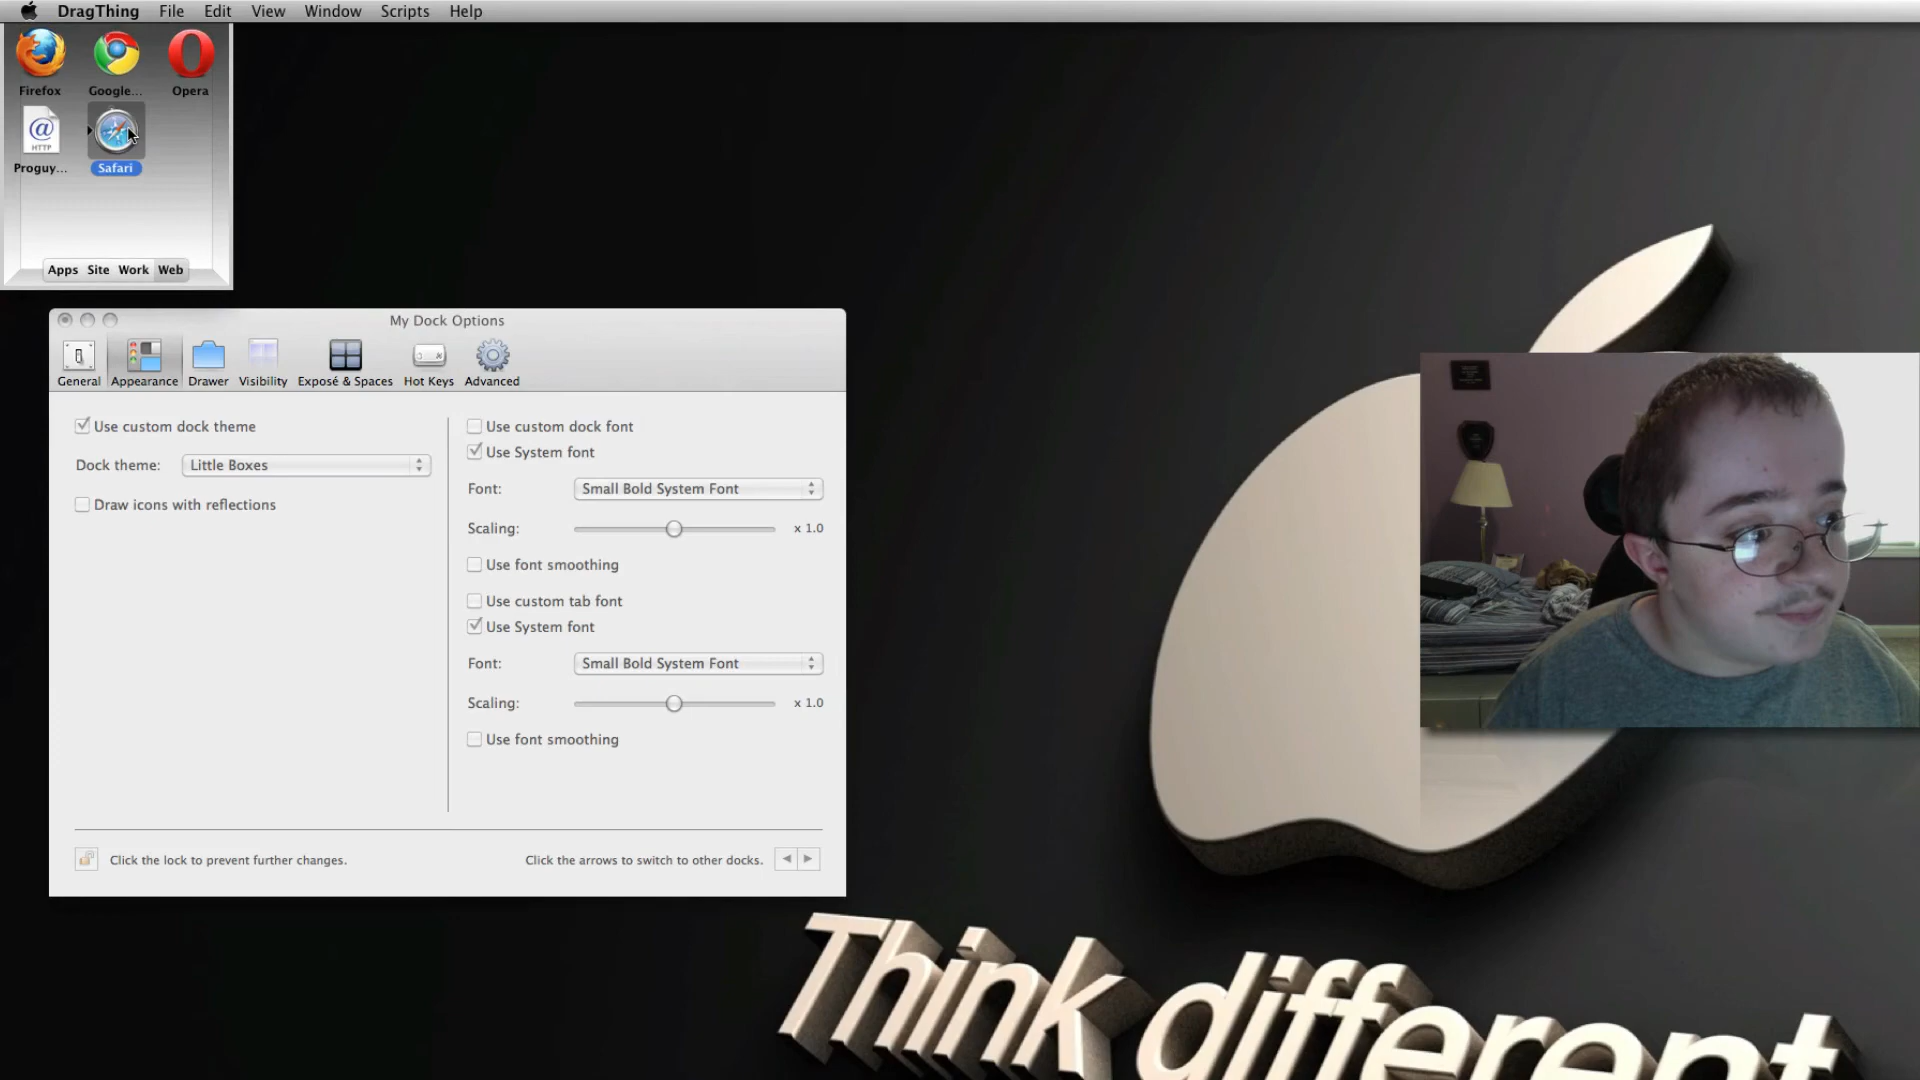 DragThing File Edit View Window Scripts Help
Firefox Google... Opera
@
HTTP
Proguy... Safari
Apps Site Work Web
My Dock Options
General Appearance Drawer Visibility Exposé & Spaces Hot Keys Advanced
Use custom dock theme
Dock theme: Little Boxes
Draw icons with reflections
Use custom dock font
Use System font
Font: Small Bold System Font
Scaling: x 1.0
Use font smoothing
Use custom tab font
Use System font
Font: Small Bold System Font
Scaling: x 1.0
Use font smoothing
Click the lock to prevent further changes. Click the arrows to switch to other docks.
Think different